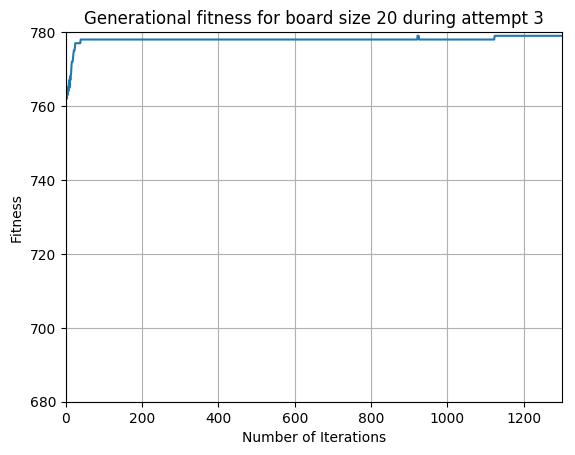 Generational fitness for board size 20 during attempt 3
780
760
740
720
700
680
Fitness
0 200 400 600 800 1000 1200
Number of Iterations